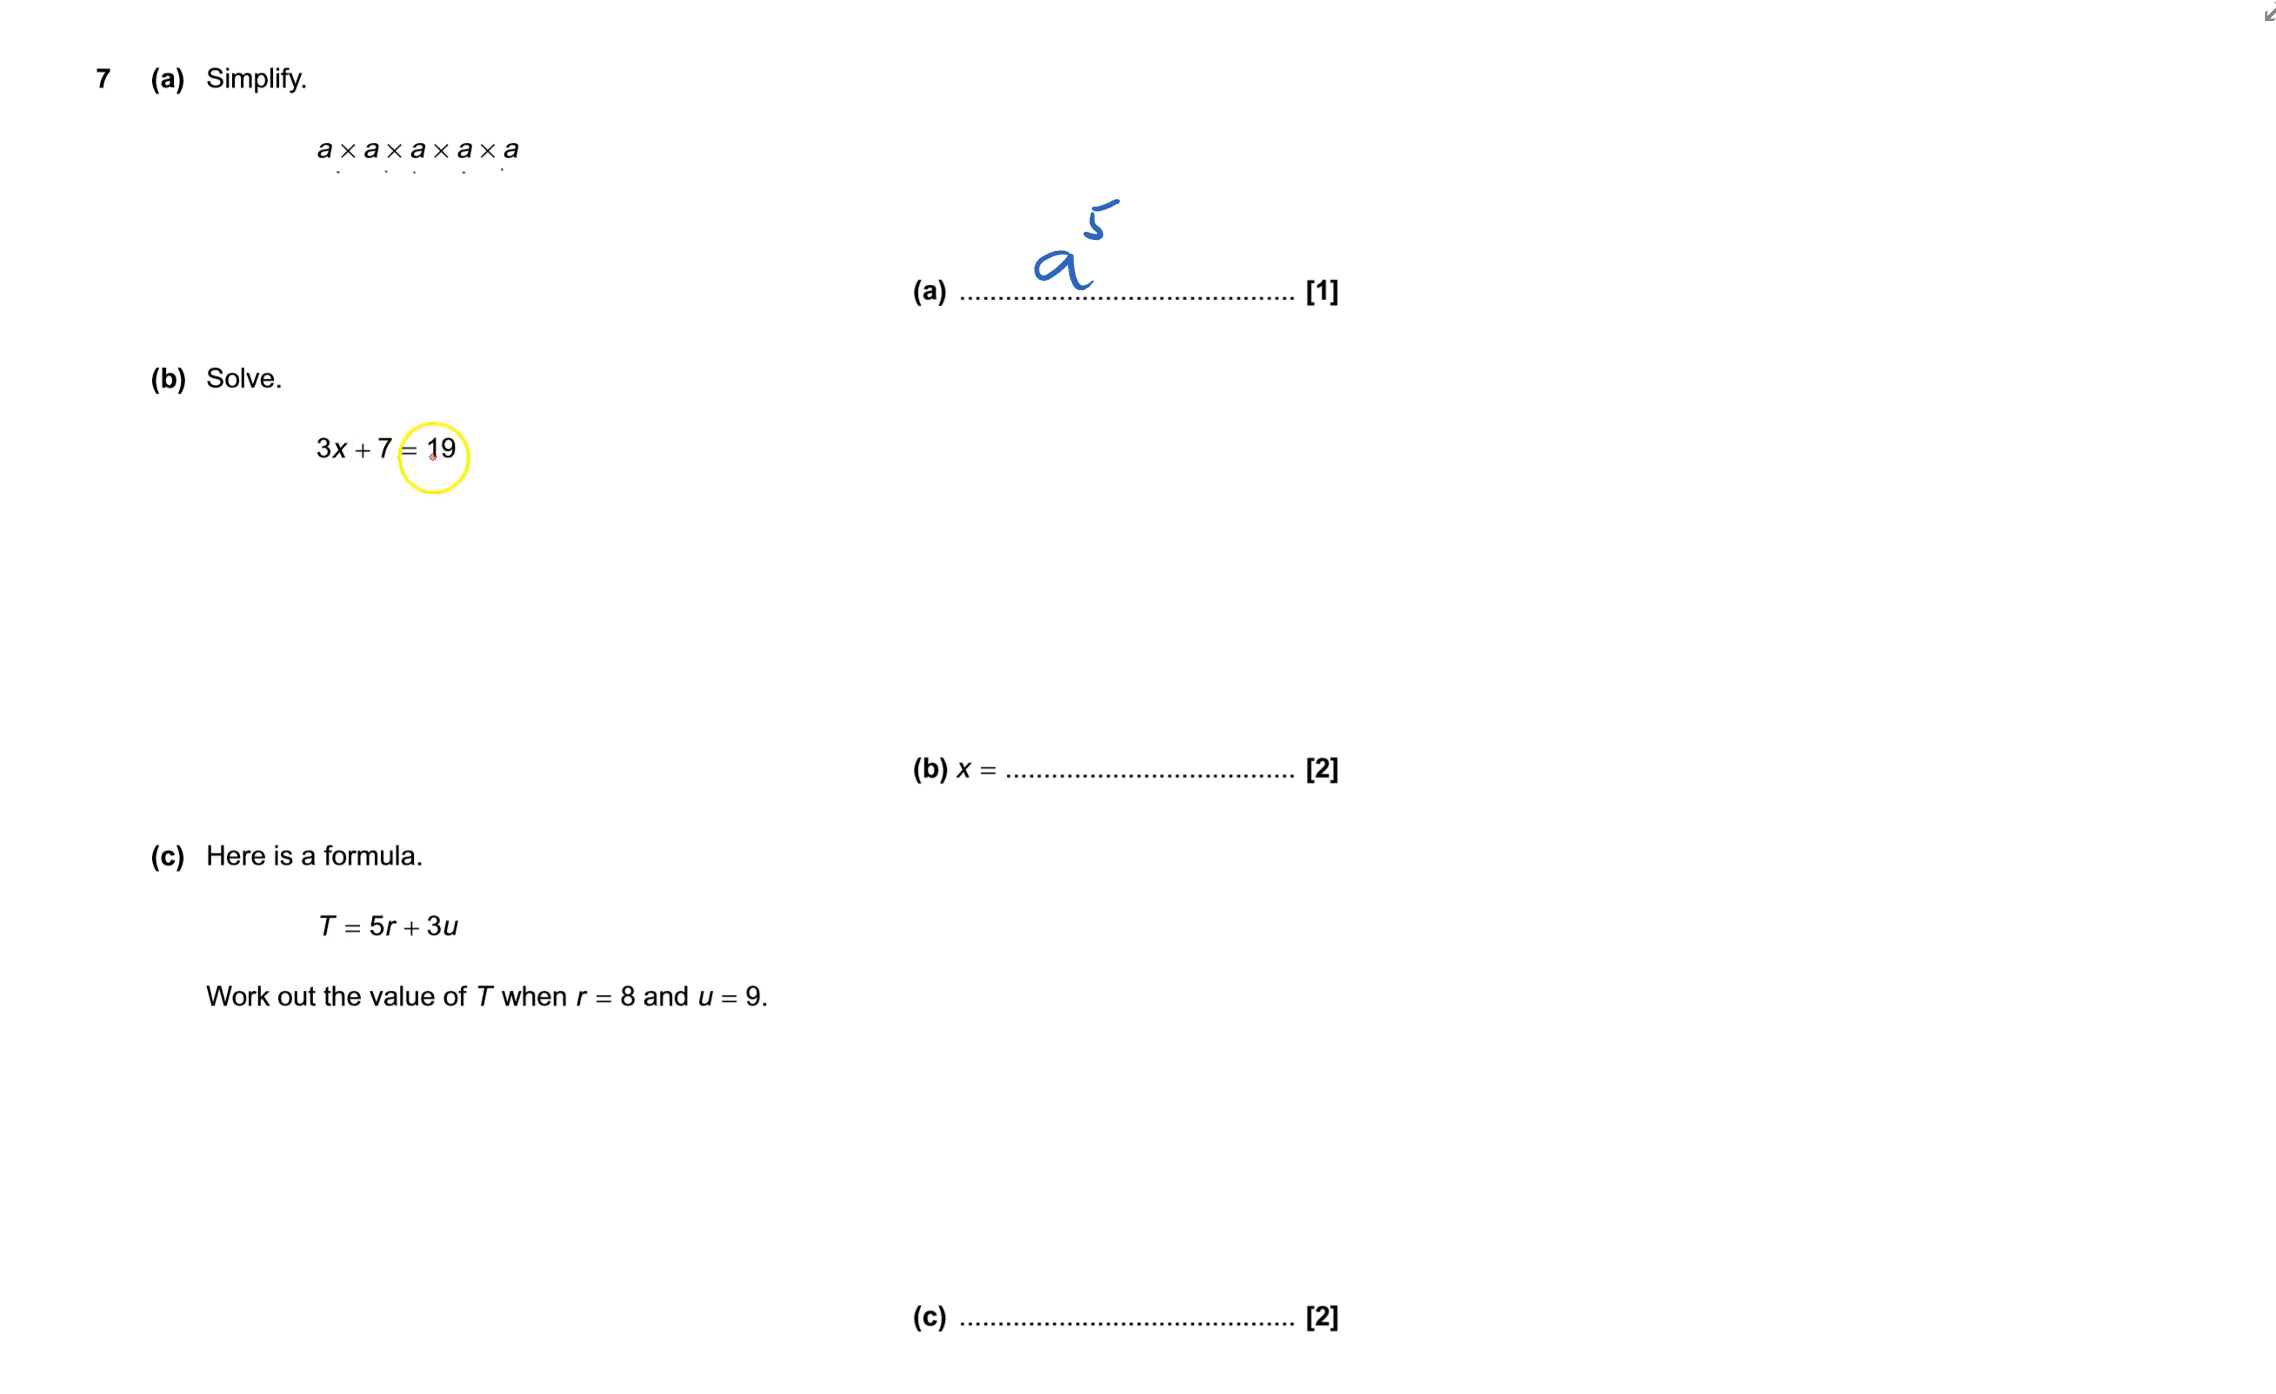 7 (a) Simplify.
a × a × a × a × a
a⁵
(a) ............................................ [1]
(b) Solve.
3x + 7 = 19
(b) x = ...................................... [2]
(c) Here is a formula.
T = 5r + 3u
Work out the value of T when r = 8 and u = 9.
(c) ............................................ [2]